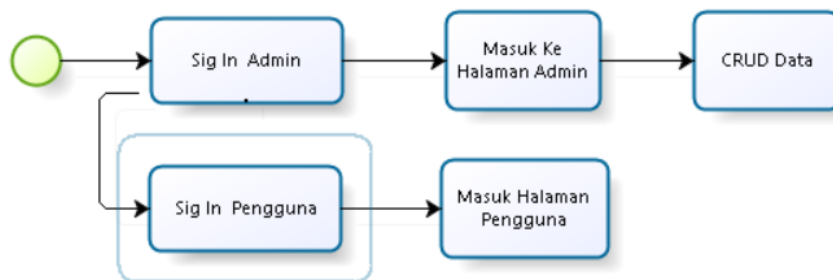 Sig In Admin
Masuk Ke
Halaman Admin
CRUD Data
Sig In Pengguna
Masuk Halaman
Pengguna